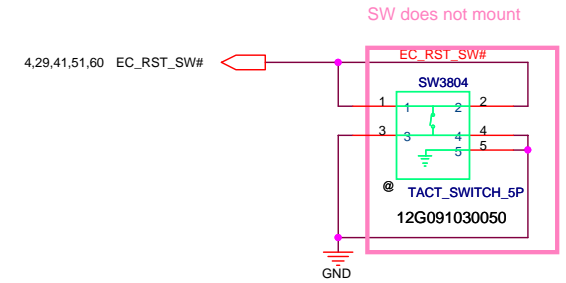 SW does not mount
EC_RST_SW#
4,29,41,51,60 EC_RST_SW#
SW3804
1 1 2 2
3 3 4 4
5 5
@ TACT_SWITCH_5P
12G091030050
GND